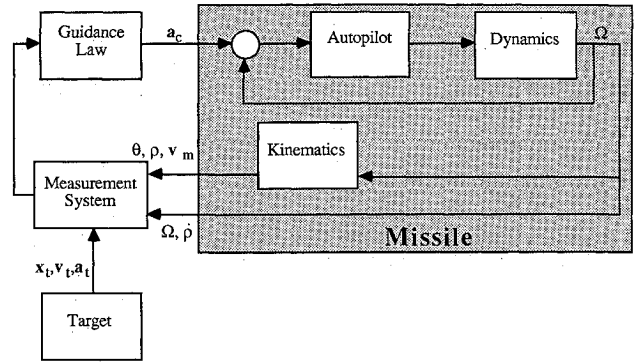 Guidance
Law
a_c
Autopilot
Dynamics
Ω
θ, ρ, v_m
Kinematics
Measurement
System
Ω, ρ̇
Missile
x_t, v_t, a_t
Target